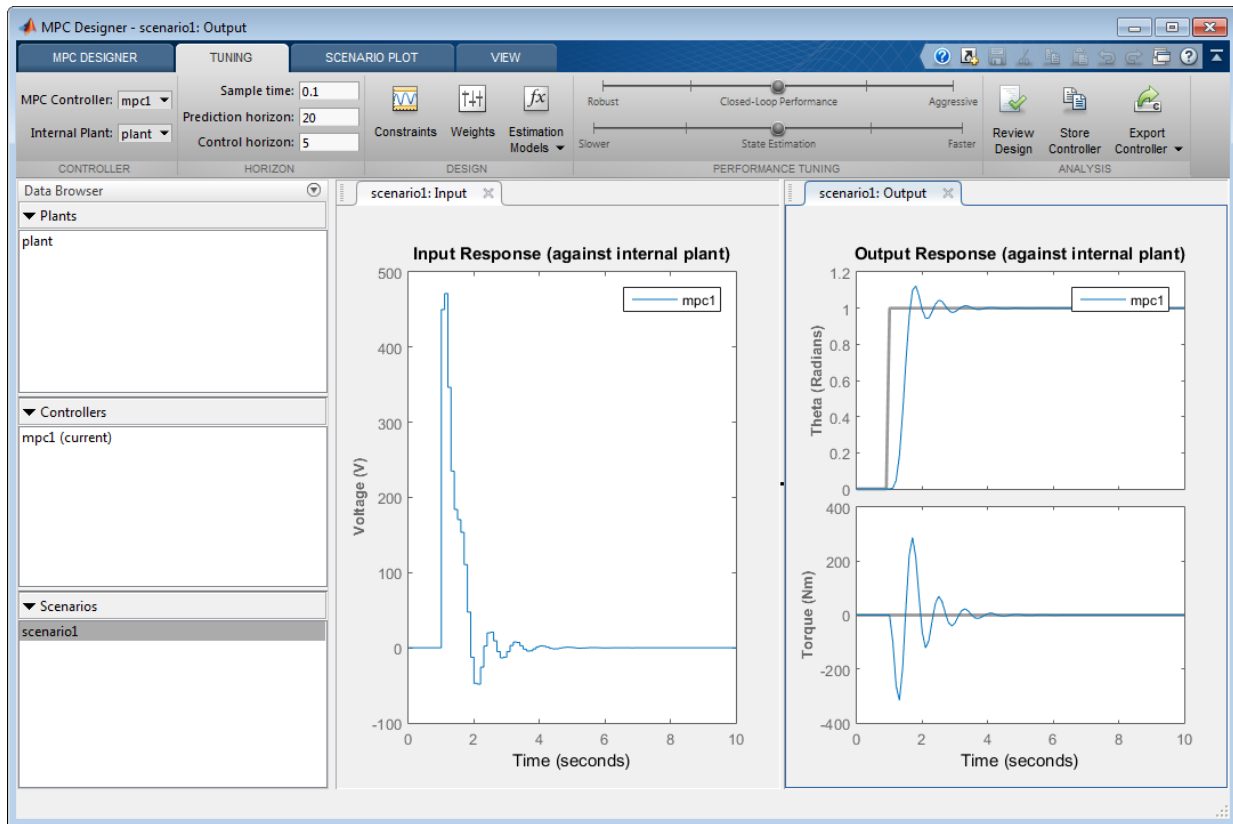 MPC Designer - scenario1: Output
MPC DESIGNER TUNING SCENARIO PLOT VIEW
MPC Controller: mpc1
Internal Plant: plant
CONTROLLER
Sample time: 0.1
Prediction horizon: 20
Control horizon: 5
HORIZON
Constraints
Weights
Estimation
Models
DESIGN
Robust Closed-Loop Performance Aggressive
Slower State Estimation Faster
PERFORMANCE TUNING
Review
Design
Store
Controller
Export
Controller
ANALYSIS
Data Browser
Plants
plant
Controllers
mpc1 (current)
Scenarios
scenario1
scenario1: Input
Input Response (against internal plant)
mpc1
Voltage (V)
500
400
300
200
100
0
-100
0 2 4 6 8 10
Time (seconds)
scenario1: Output
Output Response (against internal plant)
mpc1
Theta (Radians)
1.2
1
0.8
0.6
0.4
0.2
0
Torque (Nm)
400
200
0
-200
-400
0 2 4 6 8 10
Time (seconds)